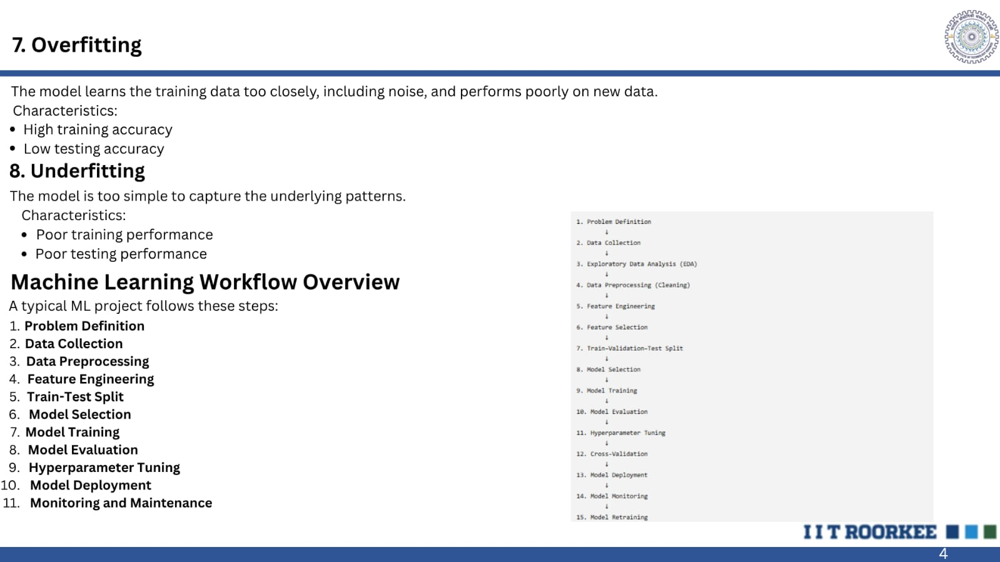 7. Overfitting
The model learns the training data too closely, including noise, and performs poorly on new data.
Characteristics:
• High training accuracy
• Low testing accuracy
8. Underfitting
The model is too simple to capture the underlying patterns.
Characteristics:
• Poor training performance
• Poor testing performance
Machine Learning Workflow Overview
A typical ML project follows these steps:
1. Problem Definition
2. Data Collection
3. Data Preprocessing
4. Feature Engineering
5. Train-Test Split
6. Model Selection
7. Model Training
8. Model Evaluation
9. Hyperparameter Tuning
10. Model Deployment
11. Monitoring and Maintenance
1. Problem Definition
↓
2. Data Collection
↓
3. Exploratory Data Analysis (EDA)
↓
4. Data Preprocessing (Cleaning)
↓
5. Feature Engineering
↓
6. Feature Selection
↓
7. Train-Validation-Test Split
↓
8. Model Selection
↓
9. Model Training
↓
10. Model Evaluation
↓
11. Hyperparameter Tuning
↓
12. Cross-Validation
↓
13. Model Deployment
↓
14. Model Monitoring
↓
15. Model Retraining
I I T ROORKEE
4